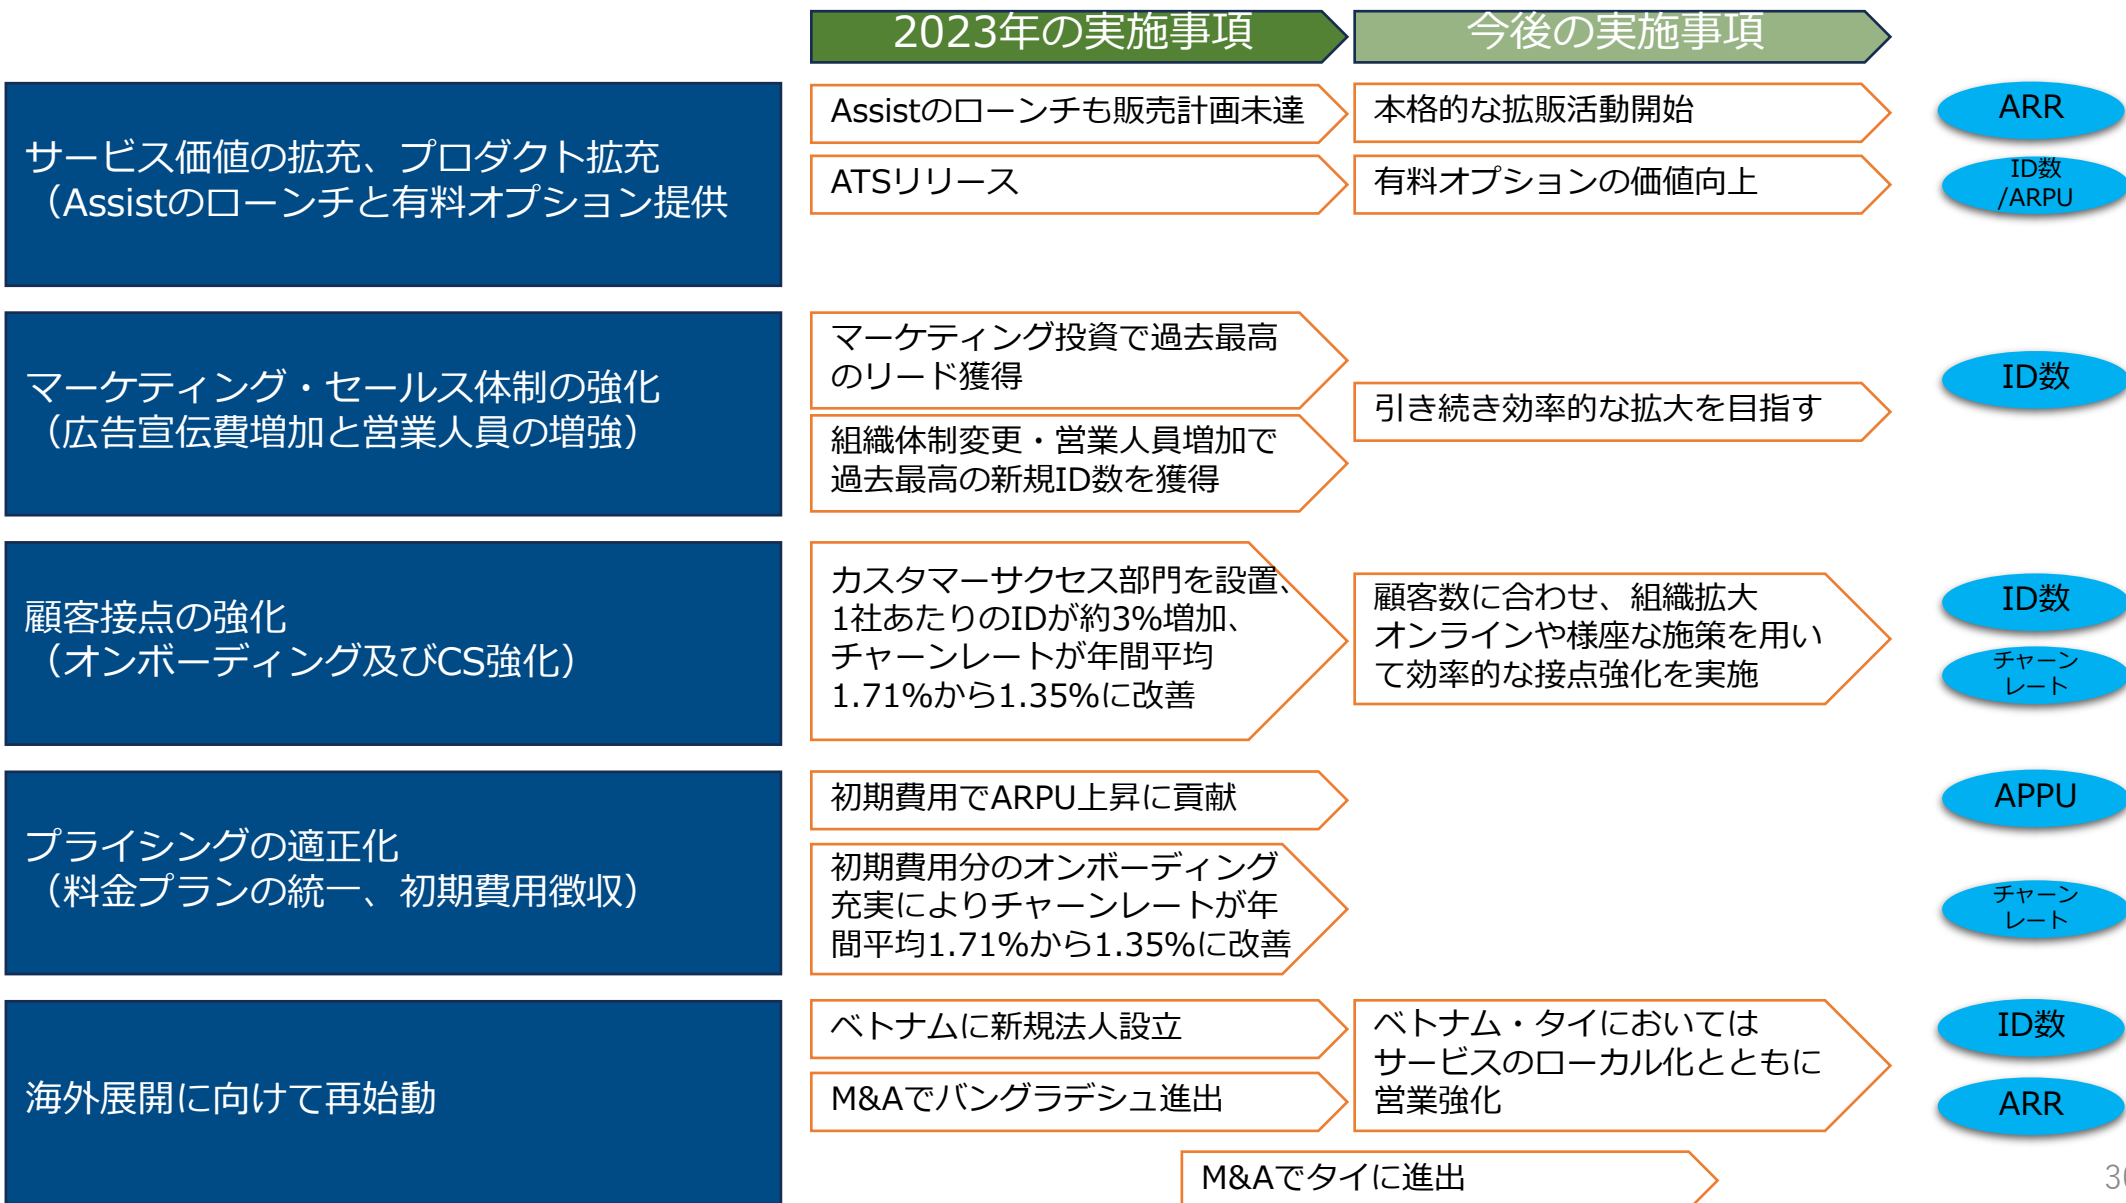 2023年の実施事項
今後の実施事項
サービス価値の拡充、プロダクト拡充
（Assistのローンチと有料オプション提供
Assistのローンチも販売計画未達
本格的な拡販活動開始
ARR
ATSリリース
有料オプションの価値向上
ID数
/ARPU
マーケティング・セールス体制の強化
（広告宣伝費増加と営業人員の増強）
マーケティング投資で過去最高
のリード獲得
組織体制変更・営業人員増加で
過去最高の新規ID数を獲得
引き続き効率的な拡大を目指す
ID数
顧客接点の強化
（オンボーディング及びCS強化）
カスタマーサクセス部門を設置、
1社あたりのIDが約3%増加、
チャーンレートが年間平均
1.71%から1.35%に改善
顧客数に合わせ、組織拡大
オンラインや様座な施策を用い
て効率的な接点強化を実施
ID数
チャーン
レート
プライシングの適正化
（料金プランの統一、初期費用徴収）
初期費用でARPU上昇に貢献
APPU
初期費用分のオンボーディング
充実によりチャーンレートが年
間平均1.71%から1.35%に改善
チャーン
レート
海外展開に向けて再始動
ベトナムに新規法人設立
M&Aでバングラデシュ進出
ベトナム・タイにおいては
サービスのローカル化とともに
営業強化
ID数
ARR
M&Aでタイに進出